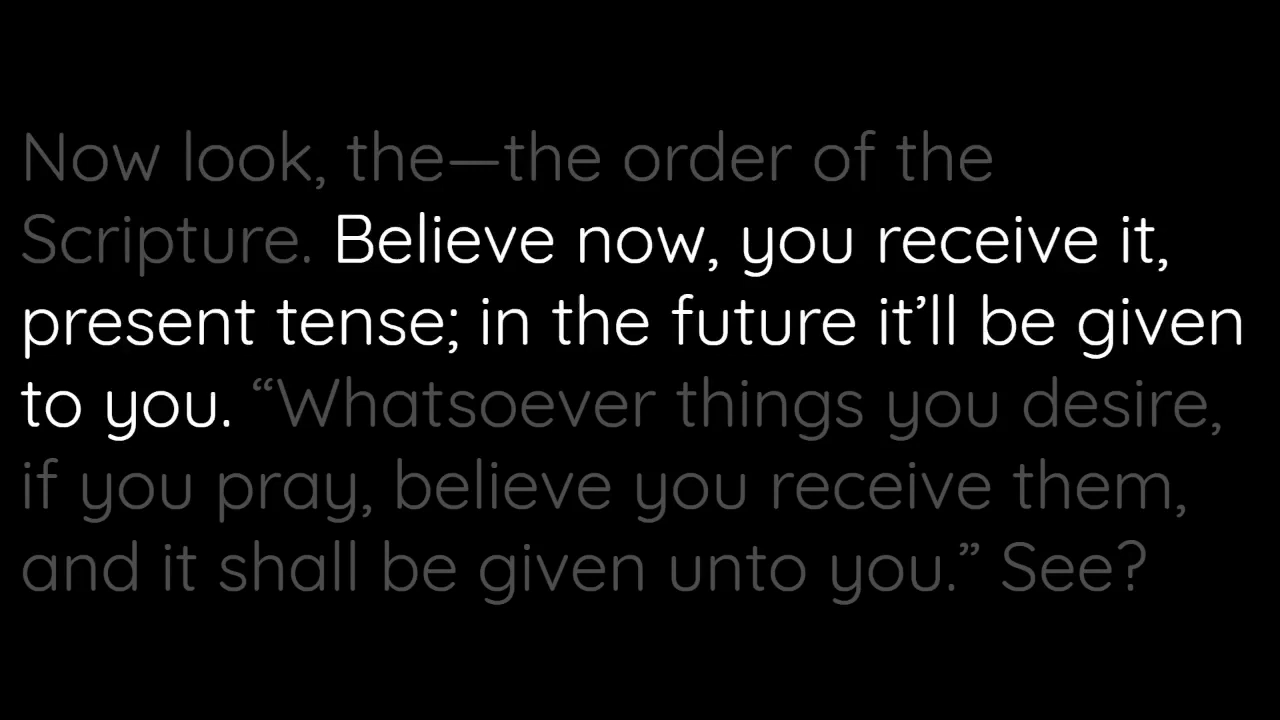 Now look, the—the order of the
Scripture. Believe now, you receive it,
present tense; in the future it’ll be given
to you. “Whatsoever things you desire,
if you pray, believe you receive them,
and it shall be given unto you.” See?